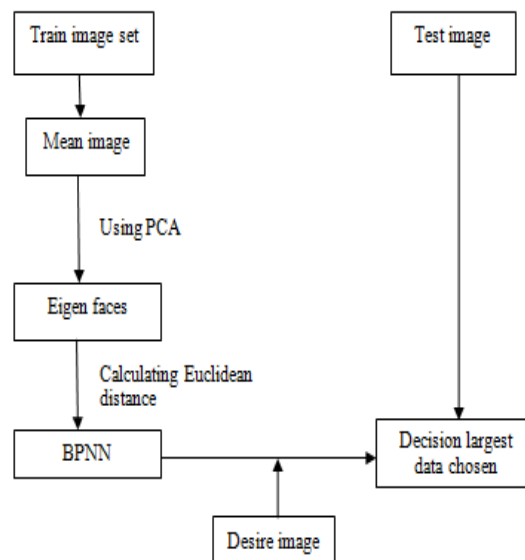 Train image set
Test image
Mean image
Using PCA
Eigen faces
Calculating Euclidean
distance
BPNN
Decision largest
data chosen
Desire image